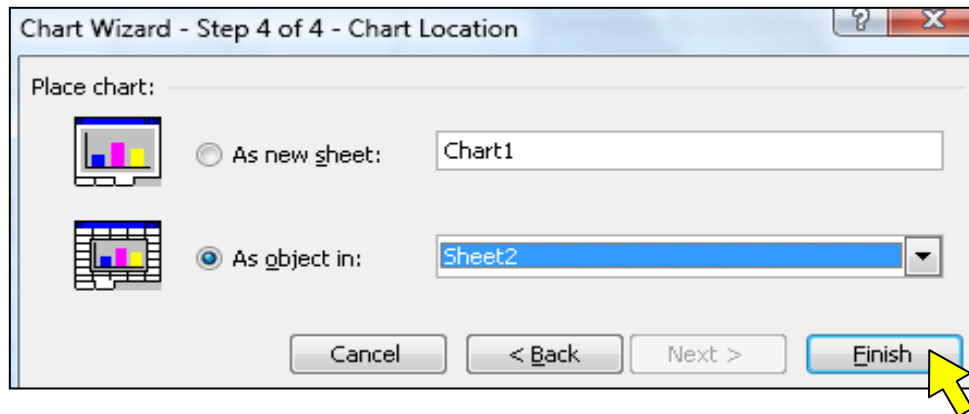 Chart Wizard - Step 4 of 4 - Chart Location
?
X
Place chart:
As new sheet: Chart1
As object in: Sheet2
Cancel < Back Next > Finish